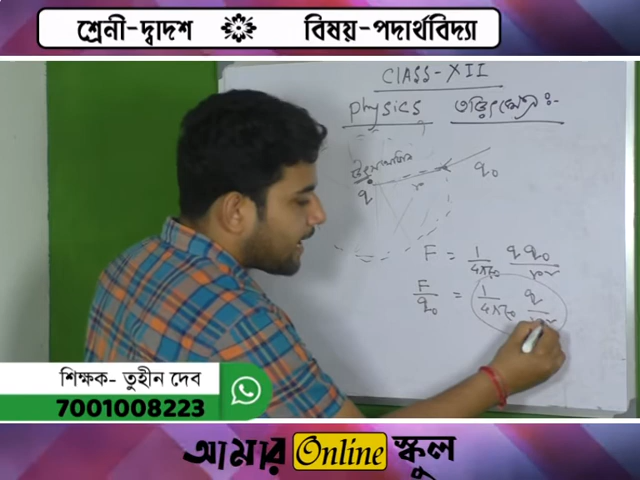 শ্রেনী-দ্বাদশ বিষয়-পদার্থবিদ্যা
CLASS-XII
Physics তড়িৎক্ষেত্র :-
q r q₀
F = 1/4πε₀ q q₀/r²
F/q₀ = 1/4πε₀ q/r²
শিক্ষক- তুহীন দেব
7001008223
আমার Online স্কুল